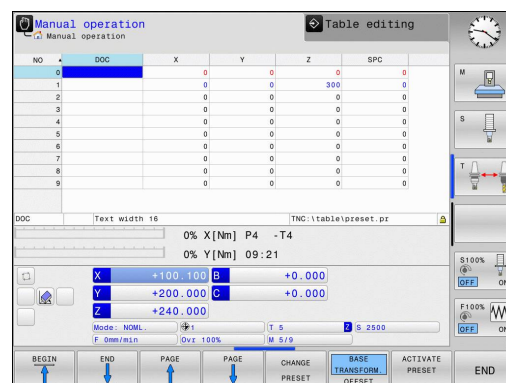 Manual operation
Manual operation
Table editing
NO DOC X Y Z SPC
0 0 0 0 0
1 0 0 300 0
2 0 0 0 0
3 0 0 0 0
4 0 0 0 0
5 0 0 0 0
6 0 0 0 0
7 0 0 0 0
8 0 0 0 0
9 0 0 0 0
DOC Text width 16 TNC:\table\preset.pr
0% X[Nm] P4 -T4
0% Y[Nm] 09:21
X +100.100 B +0.000
Y +200.000 C +0.000
Z +240.000
Mode: NOML. 1 T 5 Z S 2500
F 0mm/min Ovr 100% M 5/9
M
S
T
S100%
OFF ON
F100%
OFF ON
BEGIN
END
PAGE
PAGE
CHANGE PRESET
BASE TRANSFORM. OFFSET
ACTIVATE PRESET
END